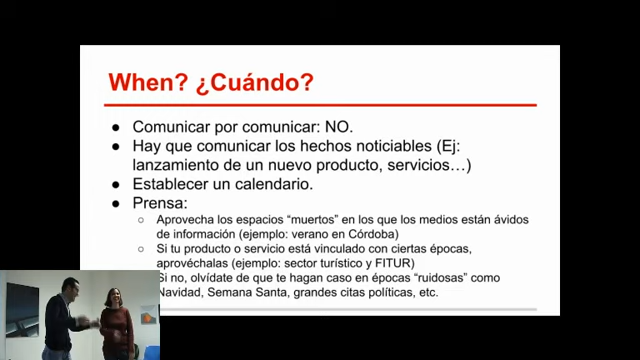 When? ¿Cuándo?
● Comunicar por comunicar: NO.
● Hay que comunicar los hechos noticiables (Ej:
lanzamiento de un nuevo producto, servicios…)
● Establecer un calendario.
● Prensa:
○ Aprovecha los espacios “muertos” en los que los medios están ávidos
de información (ejemplo: verano en Córdoba)
○ Si tu producto o servicio está vinculado con ciertas épocas,
aprovéchalas (ejemplo: sector turístico y FITUR)
Si no, olvídate de que te hagan caso en épocas “ruidosas” como
Navidad, Semana Santa, grandes citas políticas, etc.